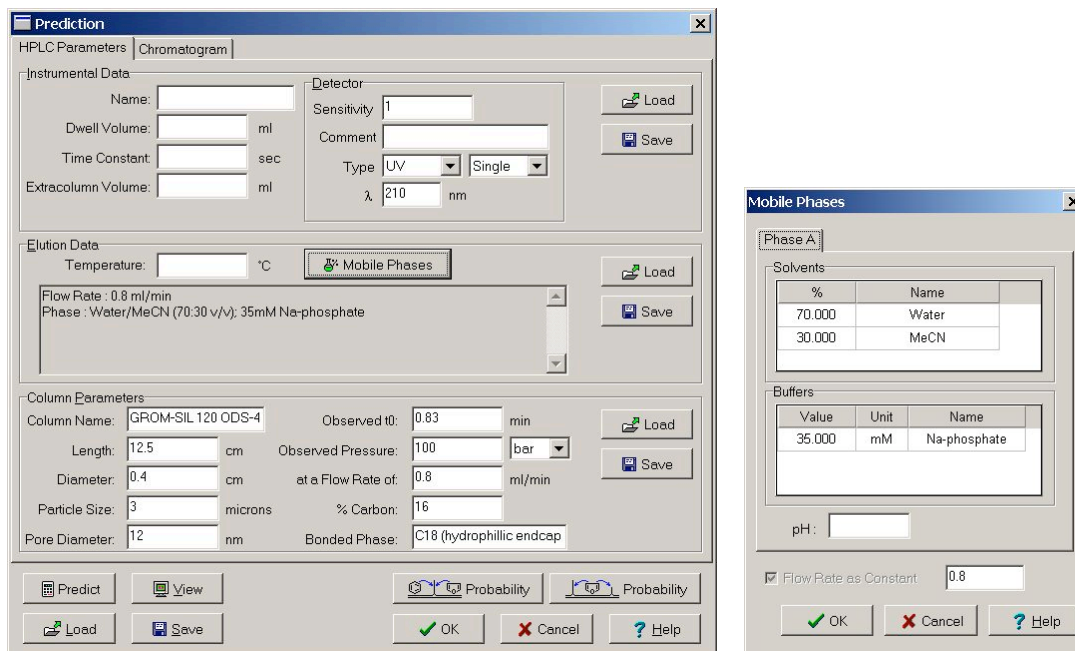 Prediction
HPLC Parameters
Chromatogram
Instrumental Data
Name:
Dwell Volume: ml
Time Constant: sec
Extracolumn Volume: ml
Detector
Sensitivity 1
Comment
Type UV Single
λ 210 nm
Load
Save
Elution Data
Temperature: °C
Mobile Phases
Flow Rate : 0.8 ml/min
Phase : Water/MeCN (70:30 v/v); 35mM Na-phosphate
Load
Save
Column Parameters
Column Name: GROM-SIL 120 ODS-4
Length: 12.5 cm
Diameter: 0.4 cm
Particle Size: 3 microns
Pore Diameter: 12 nm
Observed t0: 0.83 min
Observed Pressure: 100 bar
at a Flow Rate of: 0.8 ml/min
% Carbon: 16
Bonded Phase: C18 (hydrophillic endcap
Load
Save
Predict
View
Probability
Probability
Load
Save
OK
Cancel
Help
Mobile Phases
Phase A
Solvents
% Name
70.000 Water
30.000 MeCN
Buffers
Value Unit Name
35.000 mM Na-phosphate
pH :
Flow Rate as Constant 0.8
OK
Cancel
Help